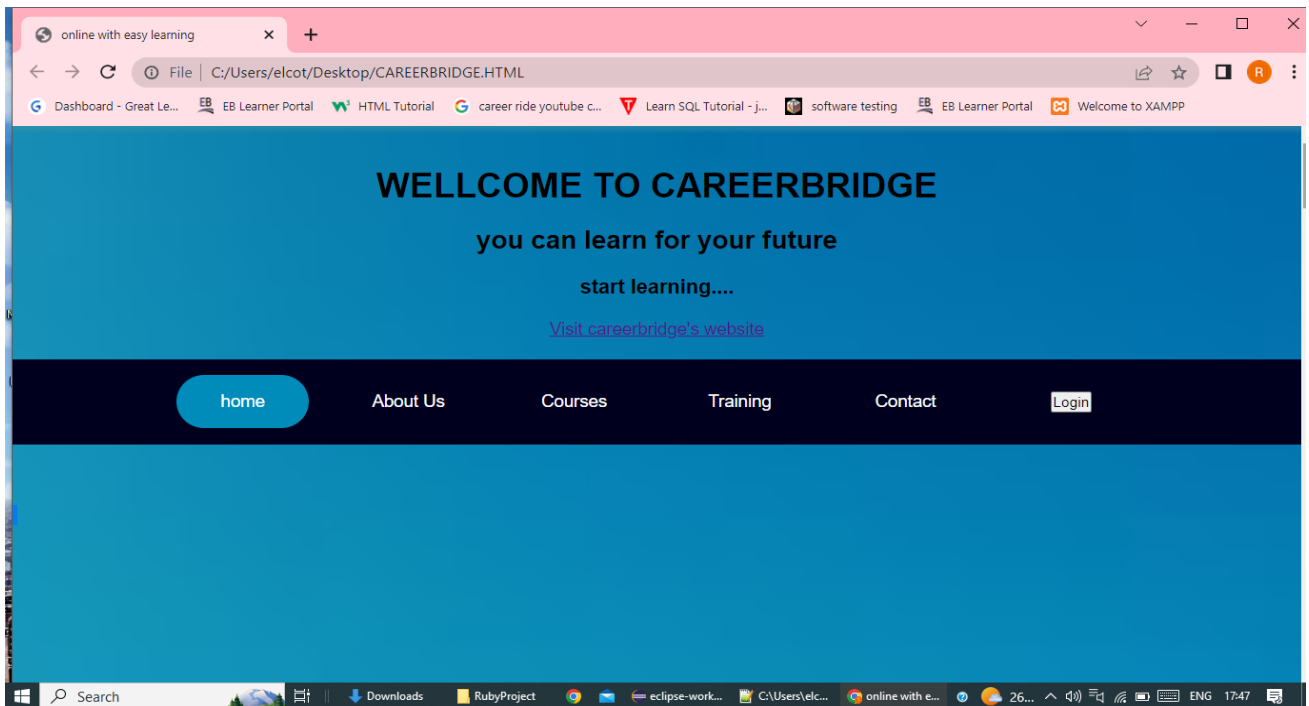 online with easy learning
File | C:/Users/elcot/Desktop/CAREERBRIDGE.HTML
R
Dashboard - Great Le... EB EB Learner Portal HTML Tutorial career ride youtube c... Learn SQL Tutorial - j... software testing EB EB Learner Portal Welcome to XAMPP
WELLCOME TO CAREERBRIDGE
you can learn for your future
start learning....
Visit careerbridge's website
home About Us Courses Training Contact Login
Search Downloads RubyProject eclipse-work... C:\Users\elc... online with e... 26... ENG 17:47